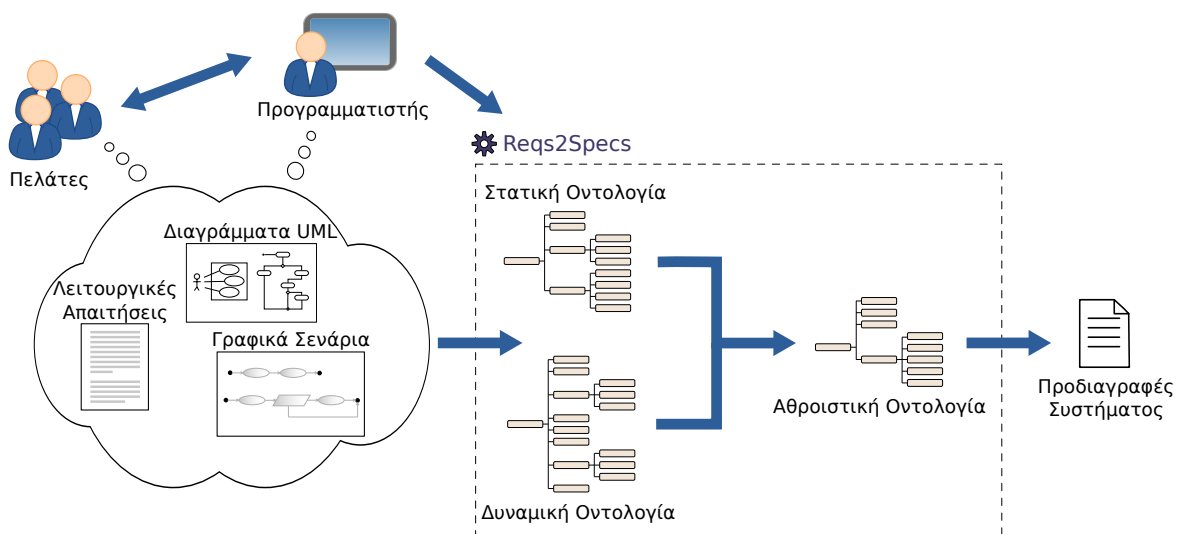 Προγραμματιστής
Πελάτες
Reqs2Specs
Στατική Οντολογία
Διαγράμματα UML
Λειτουργικές
Απαιτήσεις
Γραφικά Σενάρια
Αθροιστική Οντολογία
Προδιαγραφές
Συστήματος
Δυναμική Οντολογία